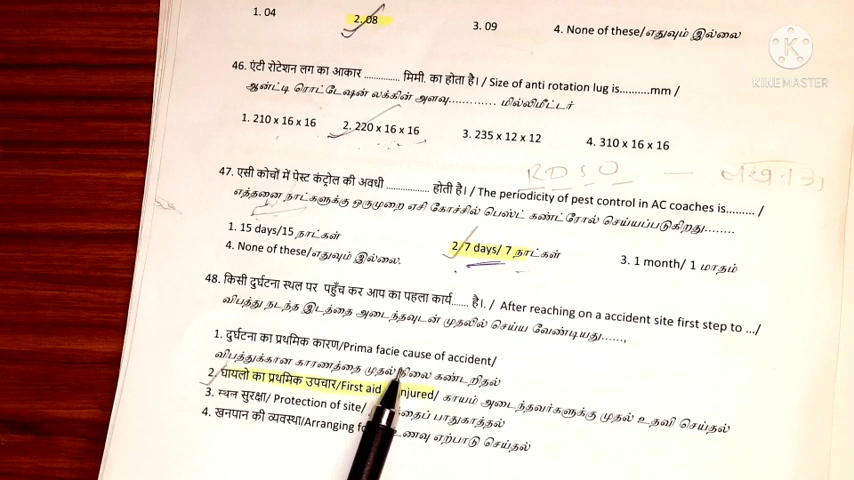 1. 04 2. 08 3. 09 4. None of these/எதுவும் இல்லை
KINEMASTER
46. एंटी रोटेशन लग का आकार ............ मिमी. का होता है। / Size of anti rotation lug is..........mm /
ஆன்ட்டி ரொட்டேஷன் லக்கின் அளவு............ மில்லிமீட்டர்
1. 210 x 16 x 16 2. 220 x 16 x 16 3. 235 x 12 x 12 4. 310 x 16 x 16
RDSO —
47. एसी कोचों में पेस्ट कंट्रोल की अवधी ................ होती है। / The periodicity of pest control in AC coaches is......... /
எத்தனை நாட்களுக்கு ஒருமுறை ஏசி கோச்சில் பெஸ்ட் கண்ட்ரோல் செய்யப்படுகிறது........
1. 15 days/15 நாட்கள் 2. 7 days/ 7 நாட்கள் 3. 1 month/ 1 மாதம்
4. None of these/எதுவும் இல்லை.
48. किसी दुर्घटना स्थल पर पहुँच कर आप का पहला कार्य...... है।. / After reaching on a accident site first step to .../
விபத்து நடந்த இடத்தை அடைந்தவுடன் முதலில் செய்ய வேண்டியது......,
1. दुर्घटना का प्राथमिक कारण/Prima facie cause of accident/
விபத்துக்கான காரணத்தை முதல் நிலை கண்டறிதல்
2. घायलो का प्राथमिक उपचार/First aid injured/ காயம் அடைந்தவர்களுக்கு முதல் உதவி செய்தல்
3. स्थल सुरक्षा/ Protection of site/ பாதுகாத்தல்
4. खनपान की व्यवस्था/Arranging உணவு ஏற்பாடு செய்தல்